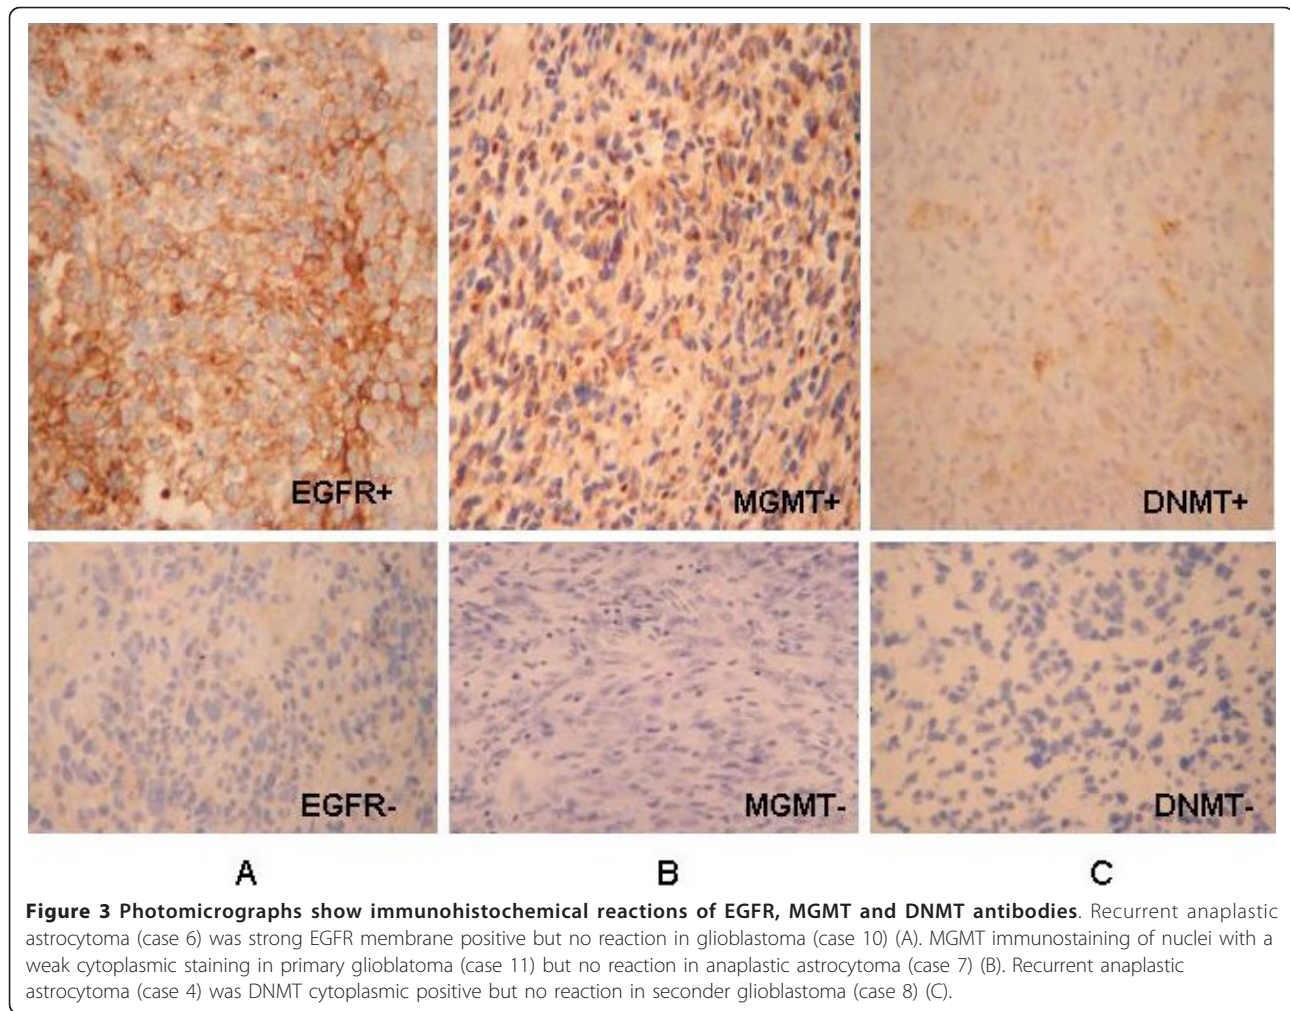 EGFR+
MGMT+
DNMT+
EGFR-
MGMT-
DNMT-
A
B
C
Figure 3 Photomicrographs show immunohistochemical reactions of EGFR, MGMT and DNMT antibodies. Recurrent anaplastic
astrocytoma (case 6) was strong EGFR membrane positive but no reaction in glioblastoma (case 10) (A). MGMT immunostaining of nuclei with a
weak cytoplasmic staining in primary glioblatoma (case 11) but no reaction in anaplastic astrocytoma (case 7) (B). Recurrent anaplastic
astrocytoma (case 4) was DNMT cytoplasmic positive but no reaction in seconder glioblastoma (case 8) (C).